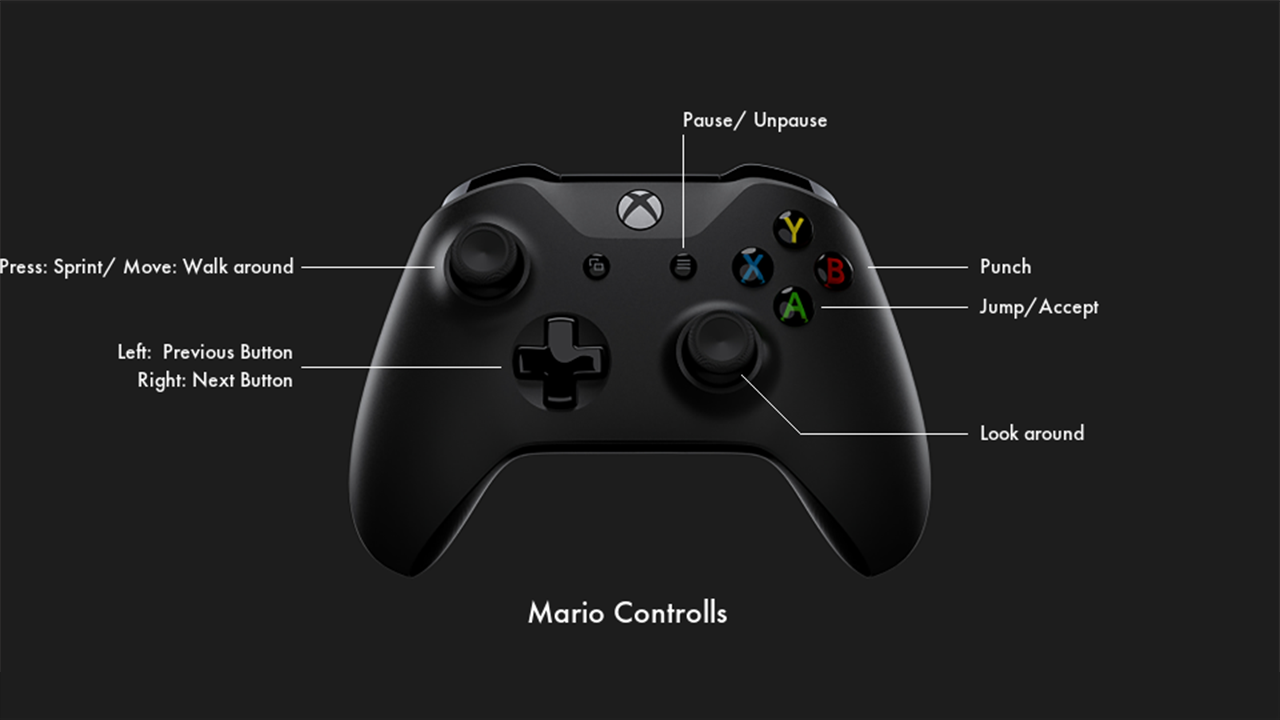 Pause/ Unpause
Y
X
B
A
Press: Sprint/ Move: Walk around
Punch
Jump/Accept
Left:  Previous Button
Right: Next Button
Look around
Mario Controlls